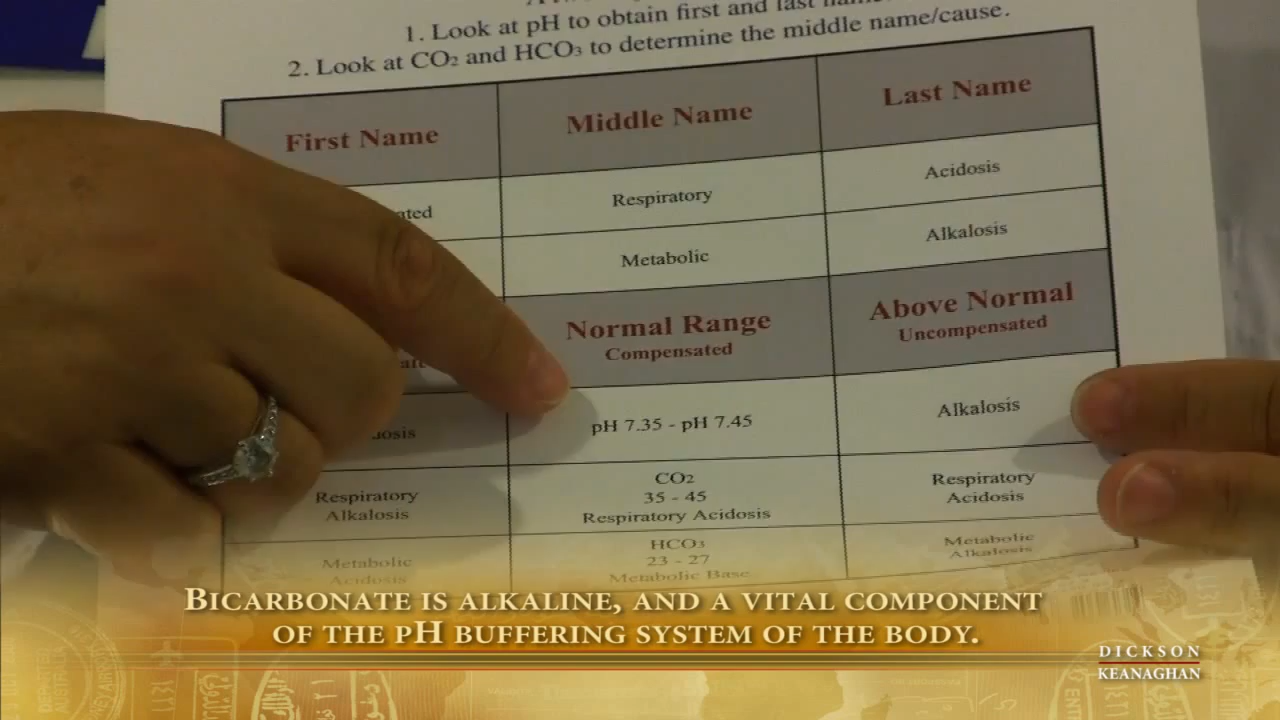 1. Look at pH to obtain first and last
2. Look at CO₂ and HCO₃ to determine the middle name/cause.
First Name
Middle Name
Last Name
Respiratory
Acidosis
Metabolic
Alkalosis
Normal Range
Compensated
Above Normal
Uncompensated
pH 7.35 - pH 7.45
Alkalosis
Respiratory
Alkalosis
CO₂
35 - 45
Respiratory Acidosis
Respiratory
Acidosis
Metabolic
Acidosis
HCO₃
23 - 27
Metabolic Base
Metabolic
Alkalosis
BICARBONATE IS ALKALINE, AND A VITAL COMPONENT
OF THE pH BUFFERING SYSTEM OF THE BODY.
DICKSON
KEANAGHAN